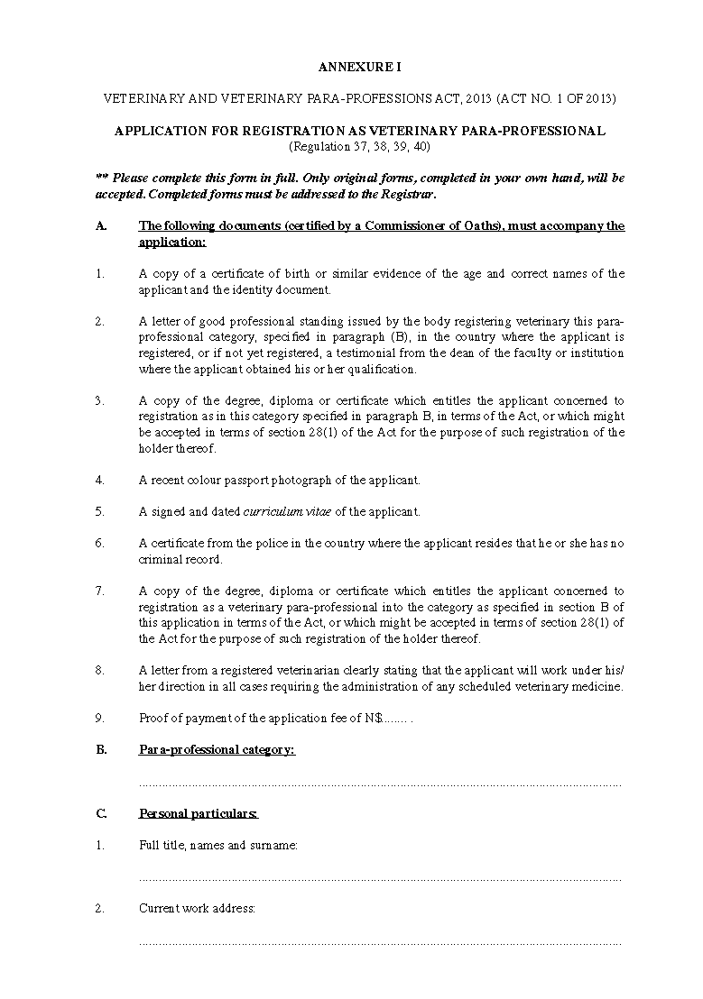 ANNEXURE I
VETERINARY AND VETERINARY PARA-PROFESSIONS ACT, 2013 (ACT NO. 1 OF 2013)
APPLICATION FOR REGISTRATION AS VETERINARY PARA-PROFESSIONAL
(Regulation 37, 38, 39, 40)
** Please complete this form in full. Only original forms, completed in your own hand, will be
accepted. Completed forms must be addressed to the Registrar.
A. The following documents (certified by a Commissioner of Oaths), must accompany the
application:
1. A copy of a certificate of birth or similar evidence of the age and correct names of the
applicant and the identity document.
2. A letter of good professional standing issued by the body registering veterinary this para-
professional category, specified in paragraph (B), in the country where the applicant is
registered, or if not yet registered, a testimonial from the dean of the faculty or institution
where the applicant obtained his or her qualification.
3. A copy of the degree, diploma or certificate which entitles the applicant concerned to
registration as in this category specified in paragraph B, in terms of the Act, or which might
be accepted in terms of section 28(1) of the Act for the purpose of such registration of the
holder thereof.
4. A recent colour passport photograph of the applicant.
5. A signed and dated curriculum vitae of the applicant.
6. A certificate from the police in the country where the applicant resides that he or she has no
criminal record.
7. A copy of the degree, diploma or certificate which entitles the applicant concerned to
registration as a veterinary para-professional into the category as specified in section B of
this application in terms of the Act, or which might be accepted in terms of section 28(1) of
the Act for the purpose of such registration of the holder thereof.
8. A letter from a registered veterinarian clearly stating that the applicant will work under his/
her direction in all cases requiring the administration of any scheduled veterinary medicine.
9. Proof of payment of the application fee of N$....... .
B. Para-professional category:
..........................................................................................................................................
C. Personal particulars:
1. Full title, names and surname:
..........................................................................................................................................
2. Current work address:
..........................................................................................................................................